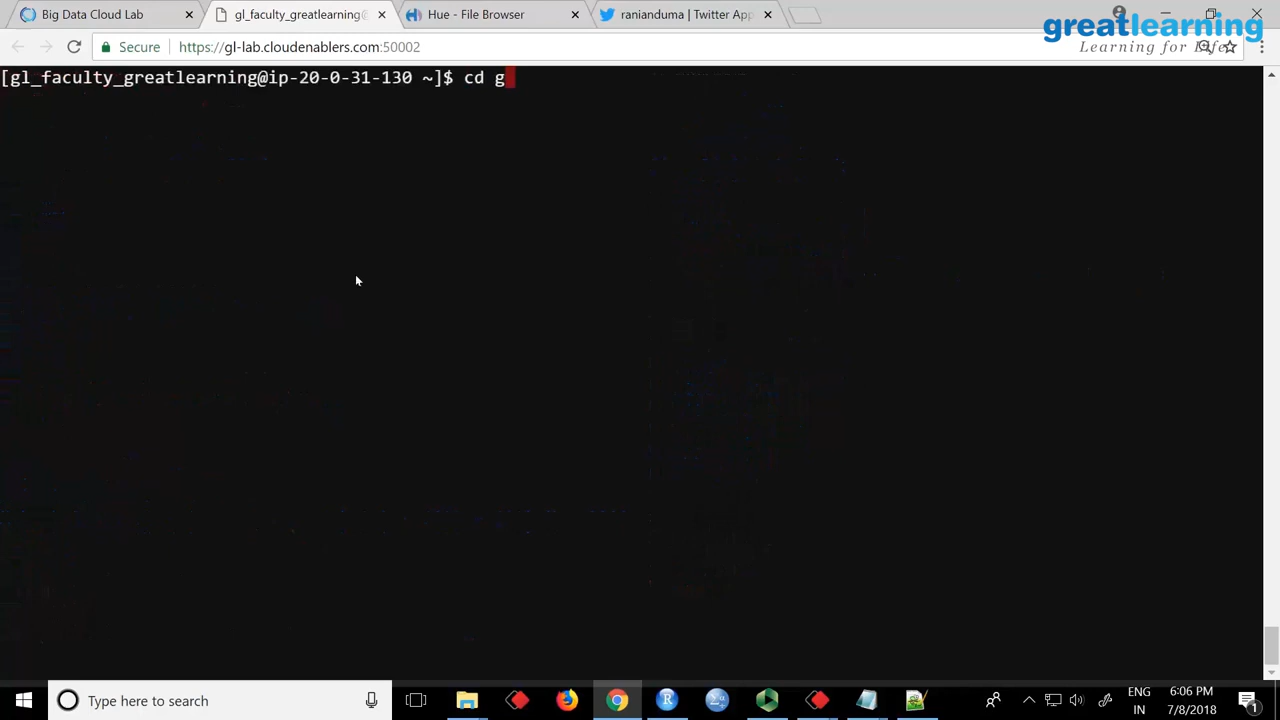 Big Data Cloud Lab
gl_faculty_greatlearning@
Hue - File Browser
ranianduma | Twitter App
greatlearning
Learning for Life
Secure
https://gl-lab.cloudenablers.com:50002
[gl_faculty_greatlearning@ip-20-0-31-130 ~]$ cd g
Type here to search
R
ENG
IN
6:06 PM
7/8/2018
1